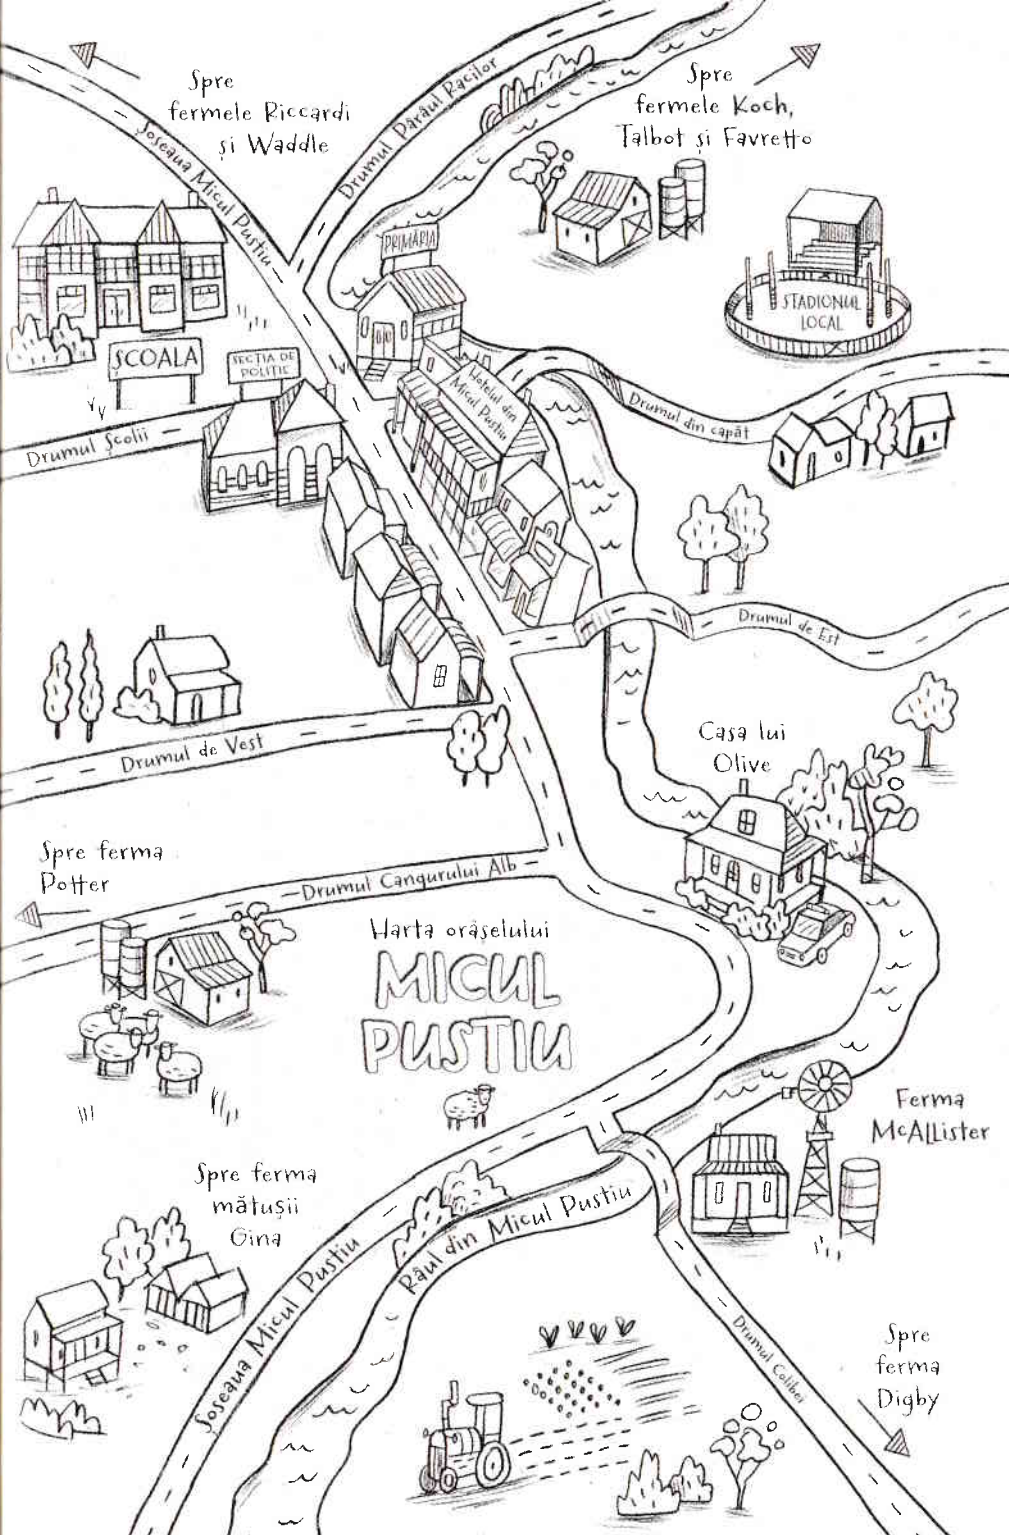 Spre
fermele Riccardi
și Waddle
Șoseaua Micul Pustiu
Drumul Pârâul Racilor
Spre
fermele Koch,
Talbot și Favretto
PRIMĂRIA
STADIONUL
LOCAL
ȘCOALA
SECȚIA DE
POLIȚIE
Hotelul din
Micul Pustiu
Drumul din capăt
Drumul Școlii
Drumul de Est
Drumul de Vest
Casa lui
Olive
Spre ferma
Potter
Drumul Cangurului Alb
Harta orășelului
MICUL
PUSTIU
Ferma
McALLister
Spre ferma
mătușii
Gina
Râul din Micul Pustiu
Șoseaua Micul Pustiu
Drumul Colibei
Spre
ferma
Digby